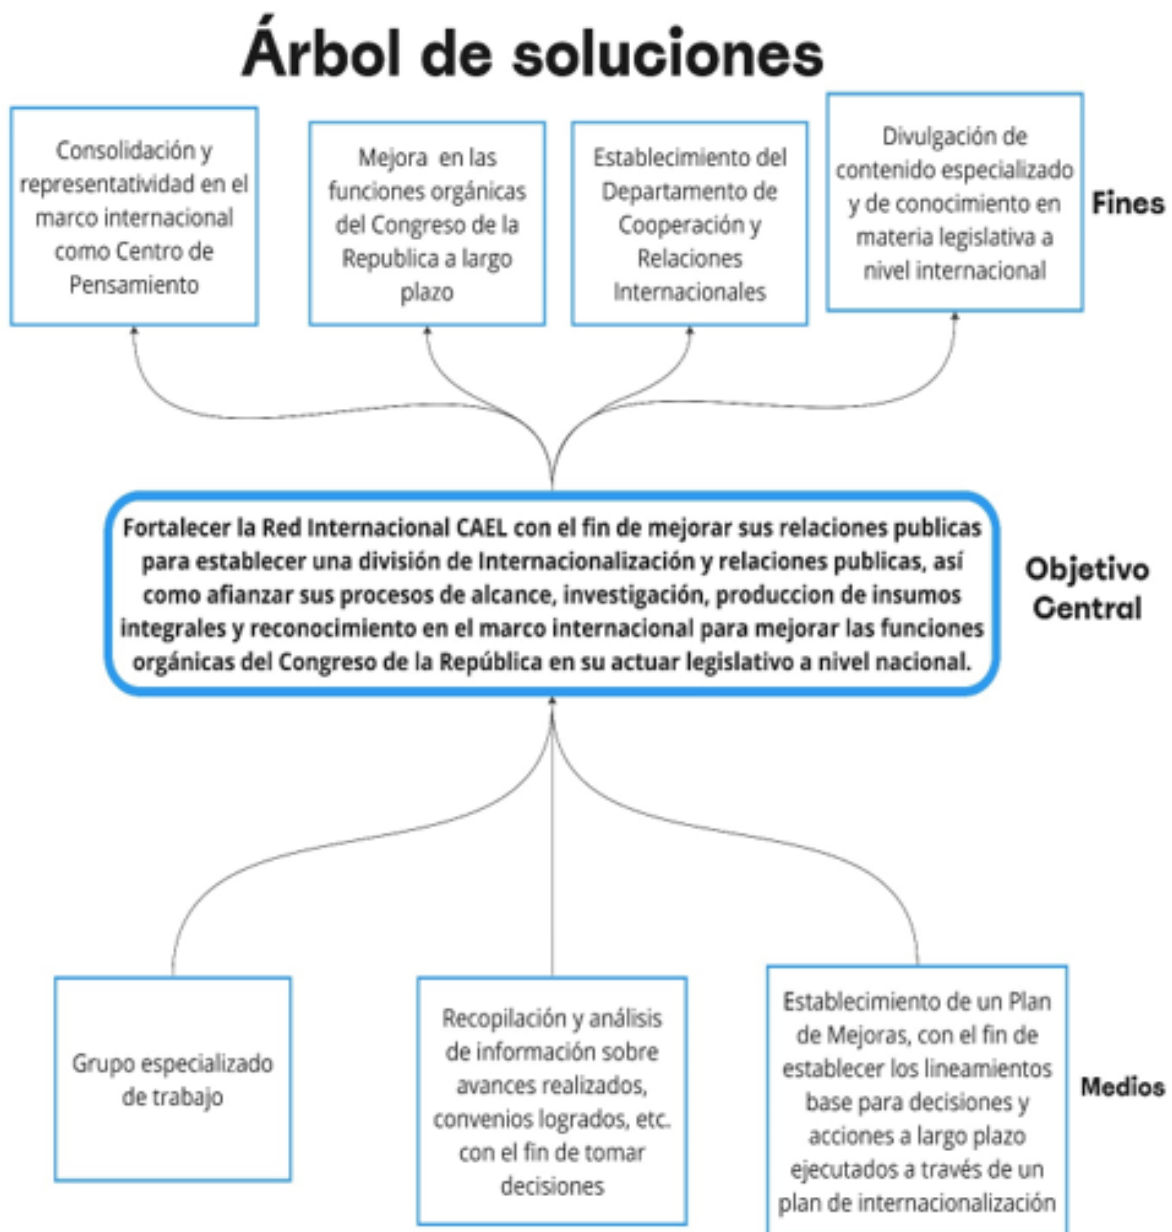 Árbol de soluciones
Consolidación y
representatividad en el
marco internacional
como Centro de
Pensamiento
Mejora en las
funciones orgánicas
del Congreso de la
Republica a largo
plazo
Establecimiento del
Departamento de
Cooperación y
Relaciones
Internacionales
Divulgación de
contenido especializado
y de conocimiento en
materia legislativa a
nivel internacional
Fines
Fortalecer la Red Internacional CAEL con el fin de mejorar sus relaciones publicas
para establecer una división de Internacionalización y relaciones publicas, así
como afianzar sus procesos de alcance, investigación, produccion de insumos
integrales y reconocimiento en el marco internacional para mejorar las funciones
orgánicas del Congreso de la República en su actuar legislativo a nivel nacional.
Objetivo
Central
Grupo especializado
de trabajo
Recopilación y análisis
de información sobre
avances realizados,
convenios logrados, etc.
con el fin de tomar
decisiones
Establecimiento de un Plan
de Mejoras, con el fin de
establecer los lineamientos
base para decisiones y
acciones a largo plazo
ejecutados a través de un
plan de internacionalización
Medios